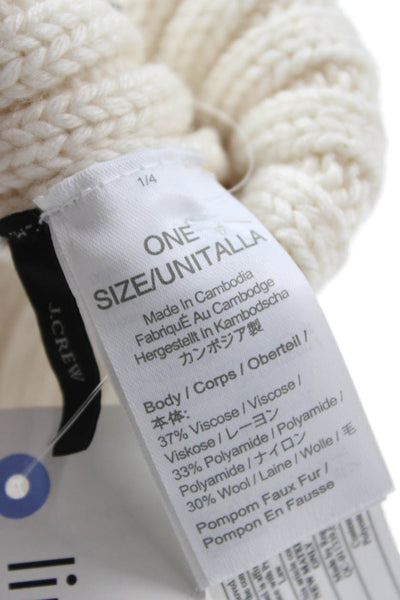 1/4
ONE
SIZE/UNITALLA
Made In Cambodia
FabriquÉ Au Cambodge
Hergestellt In Kambodscha
カンボジア製
Body / Corps / Oberteil /
本体:
37% Viscose / Viscose /
Viskose / レーヨン
33% Polyamide / Polyamide /
Polyamide / ナイロン
30% Wool / Laine / Wolle / 毛
Pompom Faux Fur /
Pompon En Fausse
J.CREW